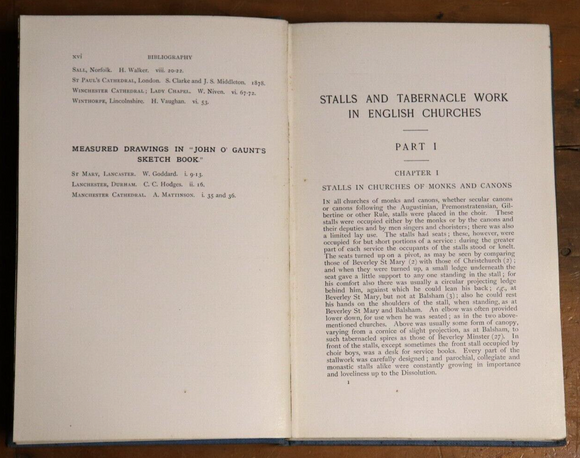 xvi BIBLIOGRAPHY
SALL, Norfolk. H. Walker. viii. 20-22.
ST PAUL'S CATHEDRAL, London. S. Clarke and J. S. Middleton. 1878.
WINCHESTER CATHEDRAL; LADY CHAPEL. W. Niven. vi. 67-72.
WINTHORPE, Lincolnshire. H. Vaughan. vi. 53.
MEASURED DRAWINGS IN "JOHN O' GAUNT'S
SKETCH BOOK."
ST MARY, LANCASTER. W. Goddard. i. 9-13.
LANCHESTER, DURHAM. C. C. Hodges. ii. 16.
MANCHESTER CATHEDRAL. A. Mattinson. i. 35 and 36.
STALLS AND TABERNACLE WORK
IN ENGLISH CHURCHES
PART I
CHAPTER I
STALLS IN CHURCHES OF MONKS AND CANONS
IN all churches of monks and canons, whether secular canons
or canons following the Augustinian, Premonstratensian, Gil-
bertine or other Rule, stalls were placed in the choir. These
stalls were occupied either by the monks or by the canons and
their deputies and by men singers and choristers; there was also
a limited lay use. The stalls had seats; these, however, were
occupied for but short portions of a service: during the greater
part of each service the occupants of the stalls stood or knelt.
The seats turned up on a pivot, as may be seen by comparing
those of Beverley St Mary (2) with those of Christchurch (2);
and when they were turned up, a small ledge underneath the
seat gave a little support to any one standing in the stall; for
his comfort also there was usually a circular projecting ledge
behind him, against which he could lean his back; e.g., at
Beverley St Mary, but not at Balsham (3); also he could rest
his hands on the shoulders of the stall, when standing, as at
Beverley St Mary and Balsham. An elbow was often provided
lower down, for use when he was seated; as in the two above-
mentioned churches. Above was usually some form of canopy,
varying from a cornice of slight projection, as at Balsham, to
such tabernacled spires as those of Beverley Minster (27). In
front of the stalls, except sometimes the front stall occupied by
choir boys, was a desk for service books. Every part of the
stallwork was carefully designed; and parochial, collegiate and
monastic stalls alike were constantly growing in importance
and loveliness up to the Dissolution.
1